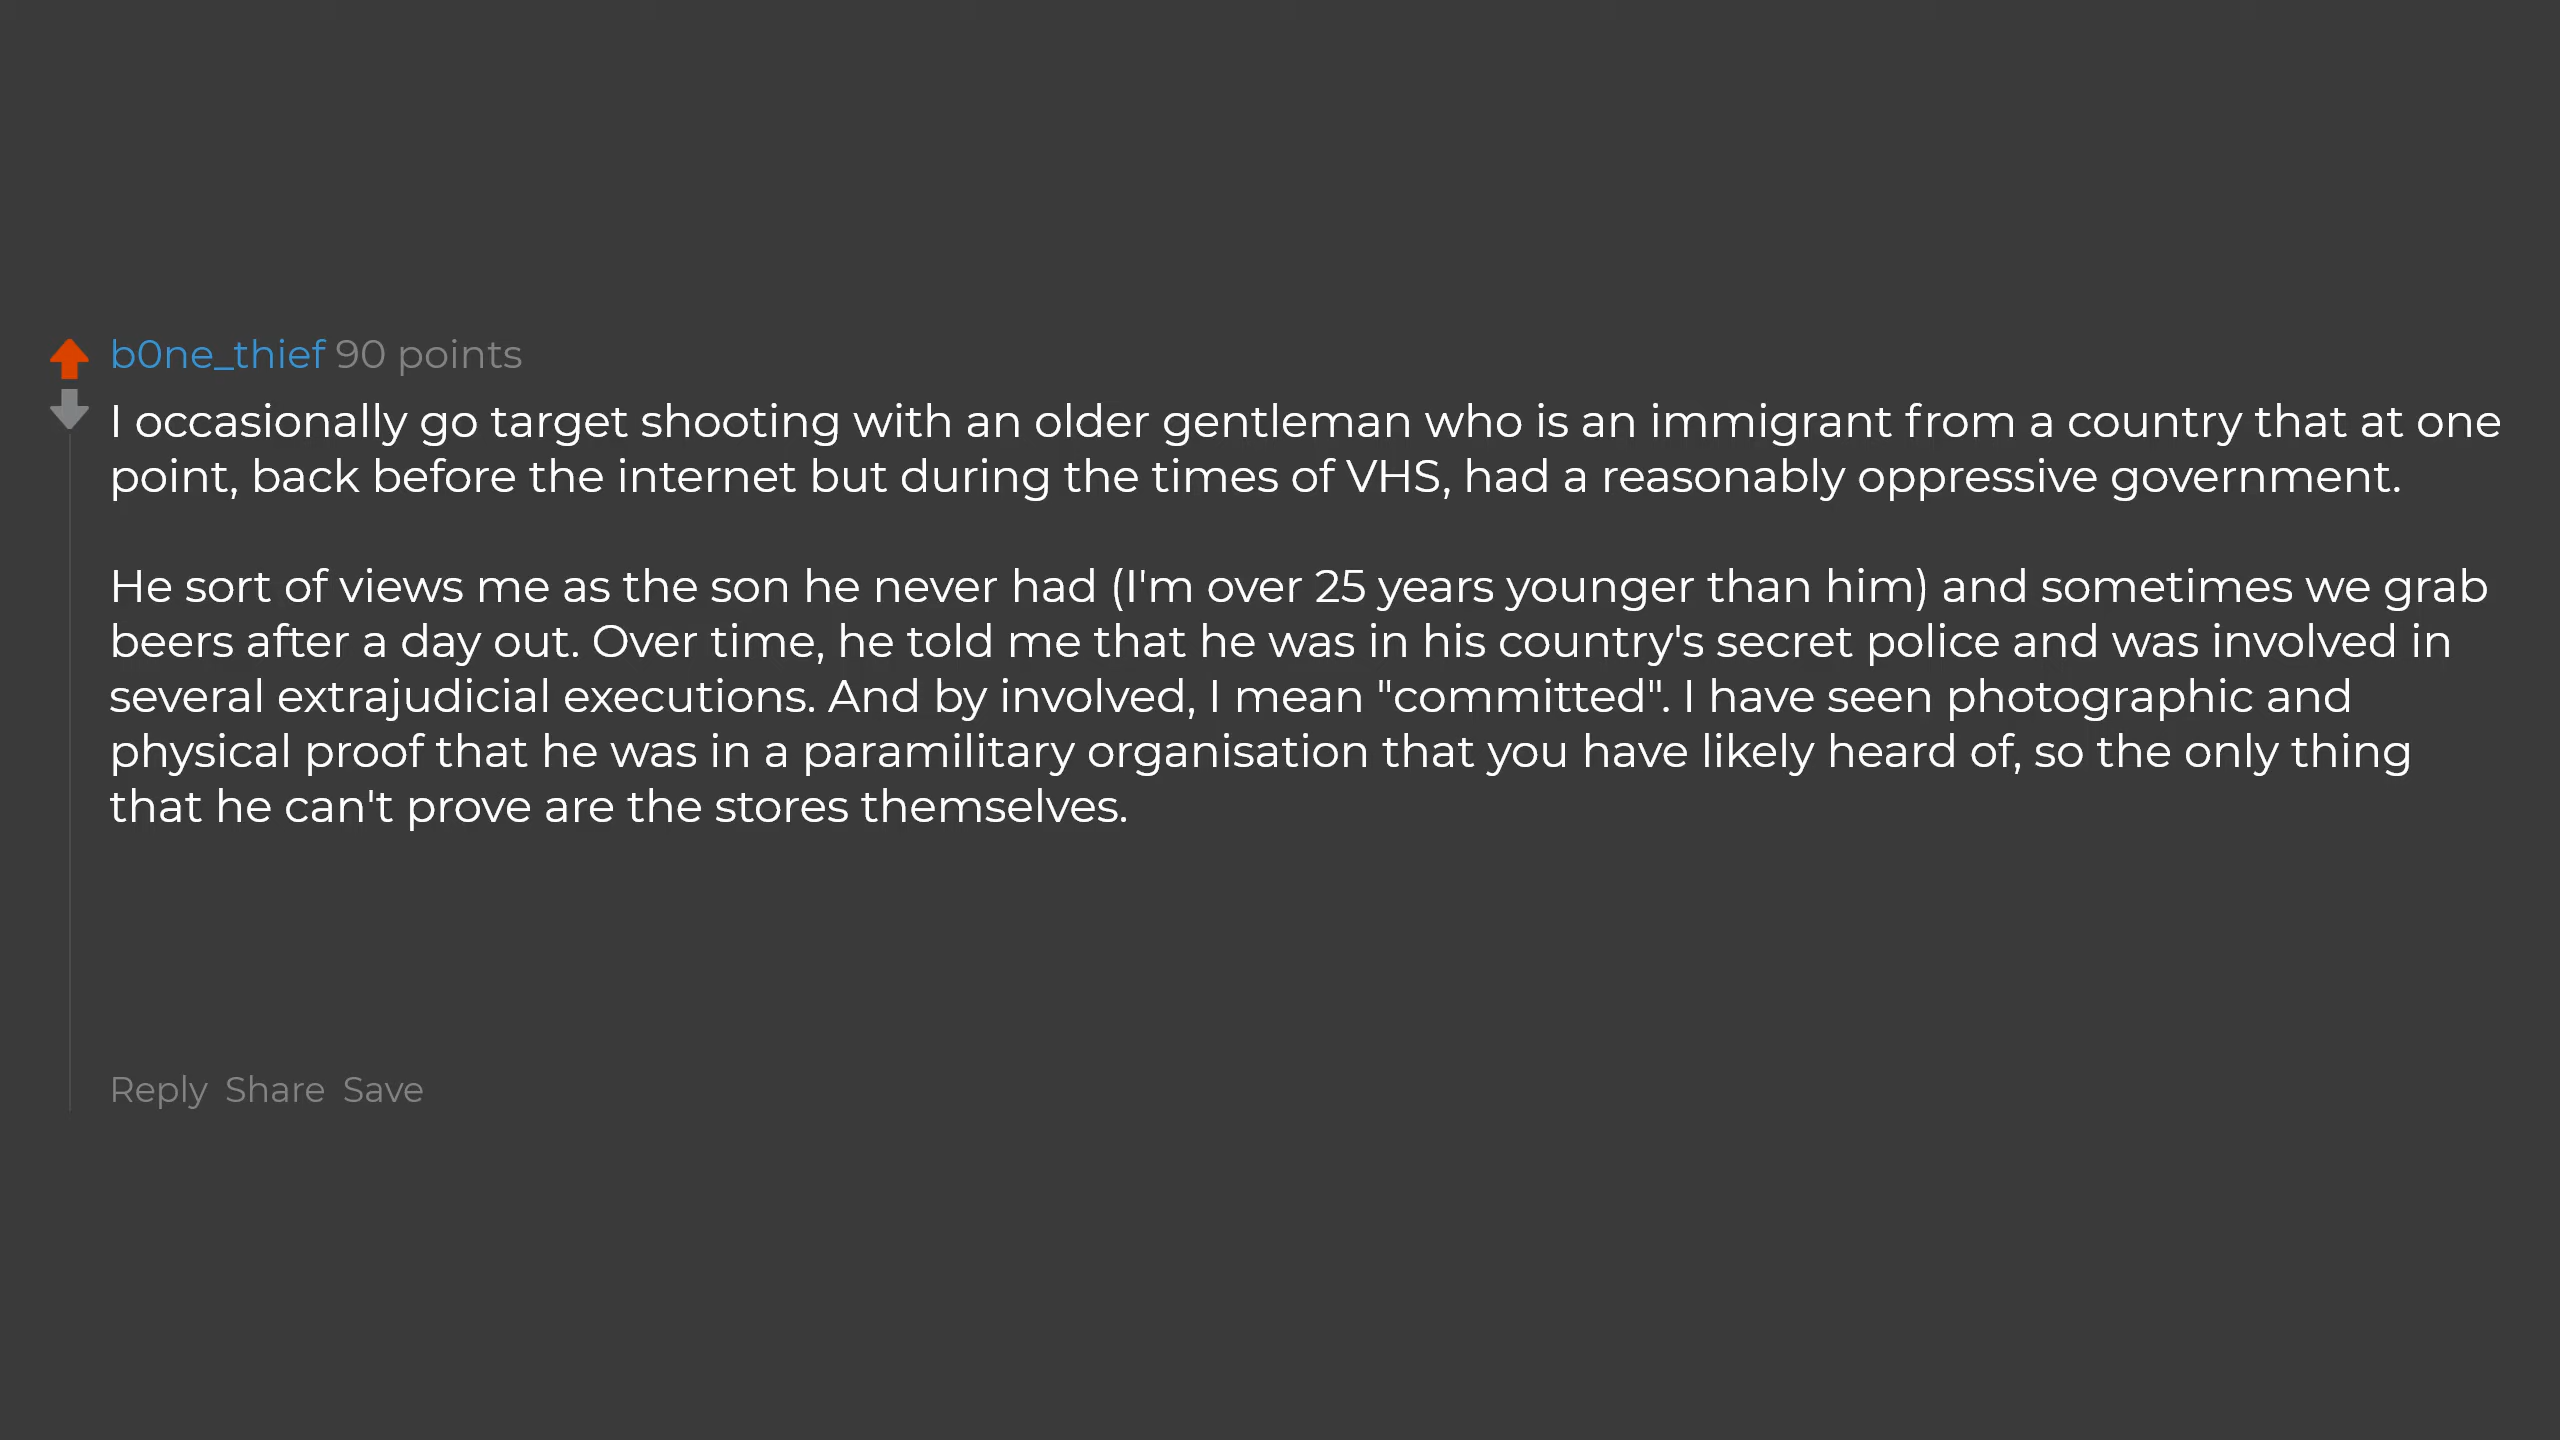 b0ne_thief 90 points
I occasionally go target shooting with an older gentleman who is an immigrant from a country that at one
point, back before the internet but during the times of VHS, had a reasonably oppressive government.
He sort of views me as the son he never had (I'm over 25 years younger than him) and sometimes we grab
beers after a day out. Over time, he told me that he was in his country's secret police and was involved in
several extrajudicial executions. And by involved, I mean "committed". I have seen photographic and
physical proof that he was in a paramilitary organisation that you have likely heard of, so the only thing
that he can't prove are the stores themselves.
Reply Share Save